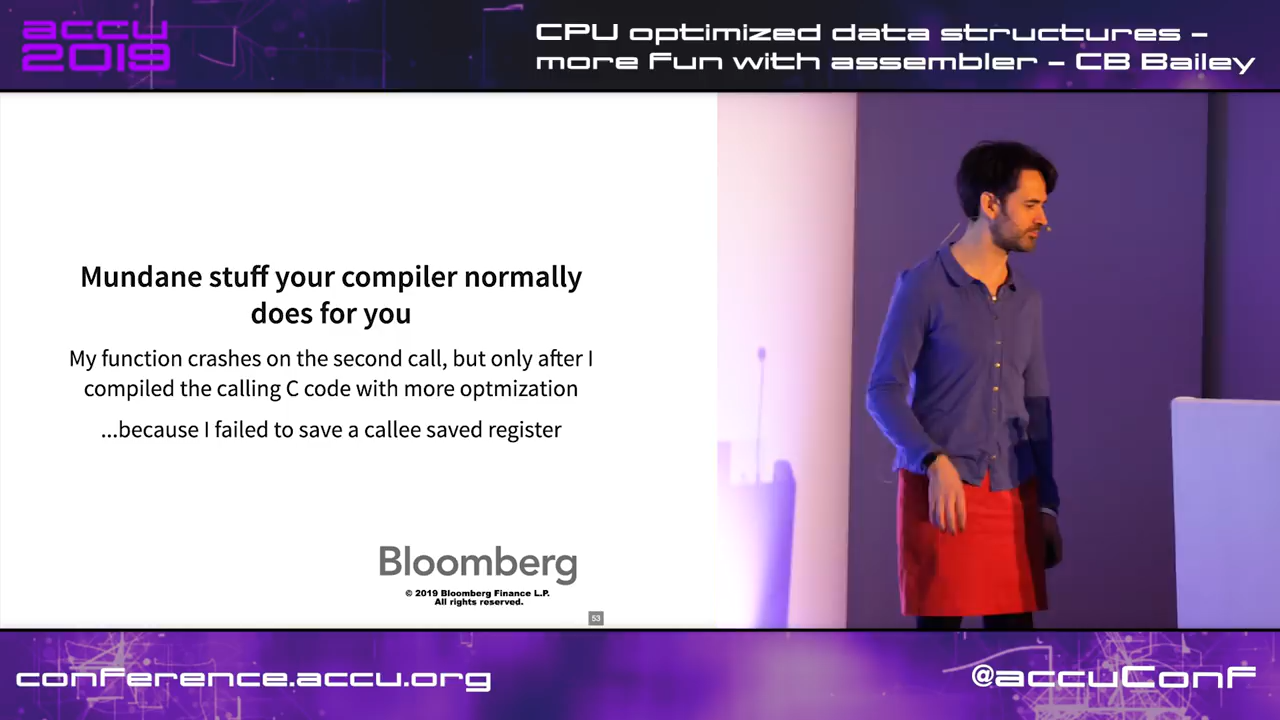 accu
2019
CPU optimized data structures –
more Fun with assembler – CB Bailey
Mundane stuff your compiler normally
does for you
My function crashes on the second call, but only after I
compiled the calling C code with more optmization
...because I failed to save a callee saved register
Bloomberg
© 2019 Bloomberg Finance L.P.
All rights reserved.
53
conference.accu.org
@accuConf